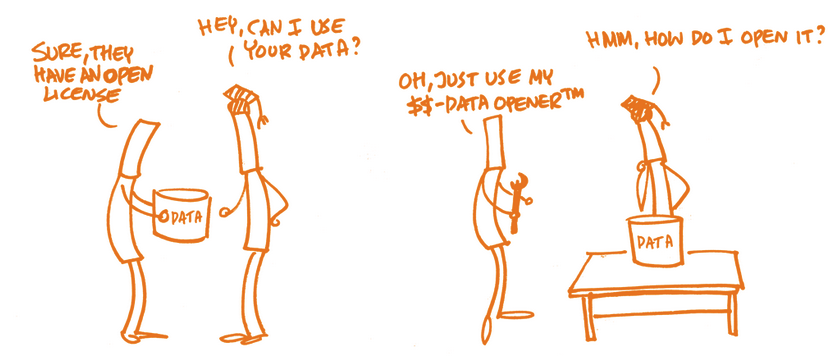 HEY, CAN I USE
YOUR DATA?
SURE, THEY
HAVE AN OPEN
LICENSE
DATA
HMM, HOW DO I OPEN IT?
OH, JUST USE MY
$$-DATA OPENER™
DATA